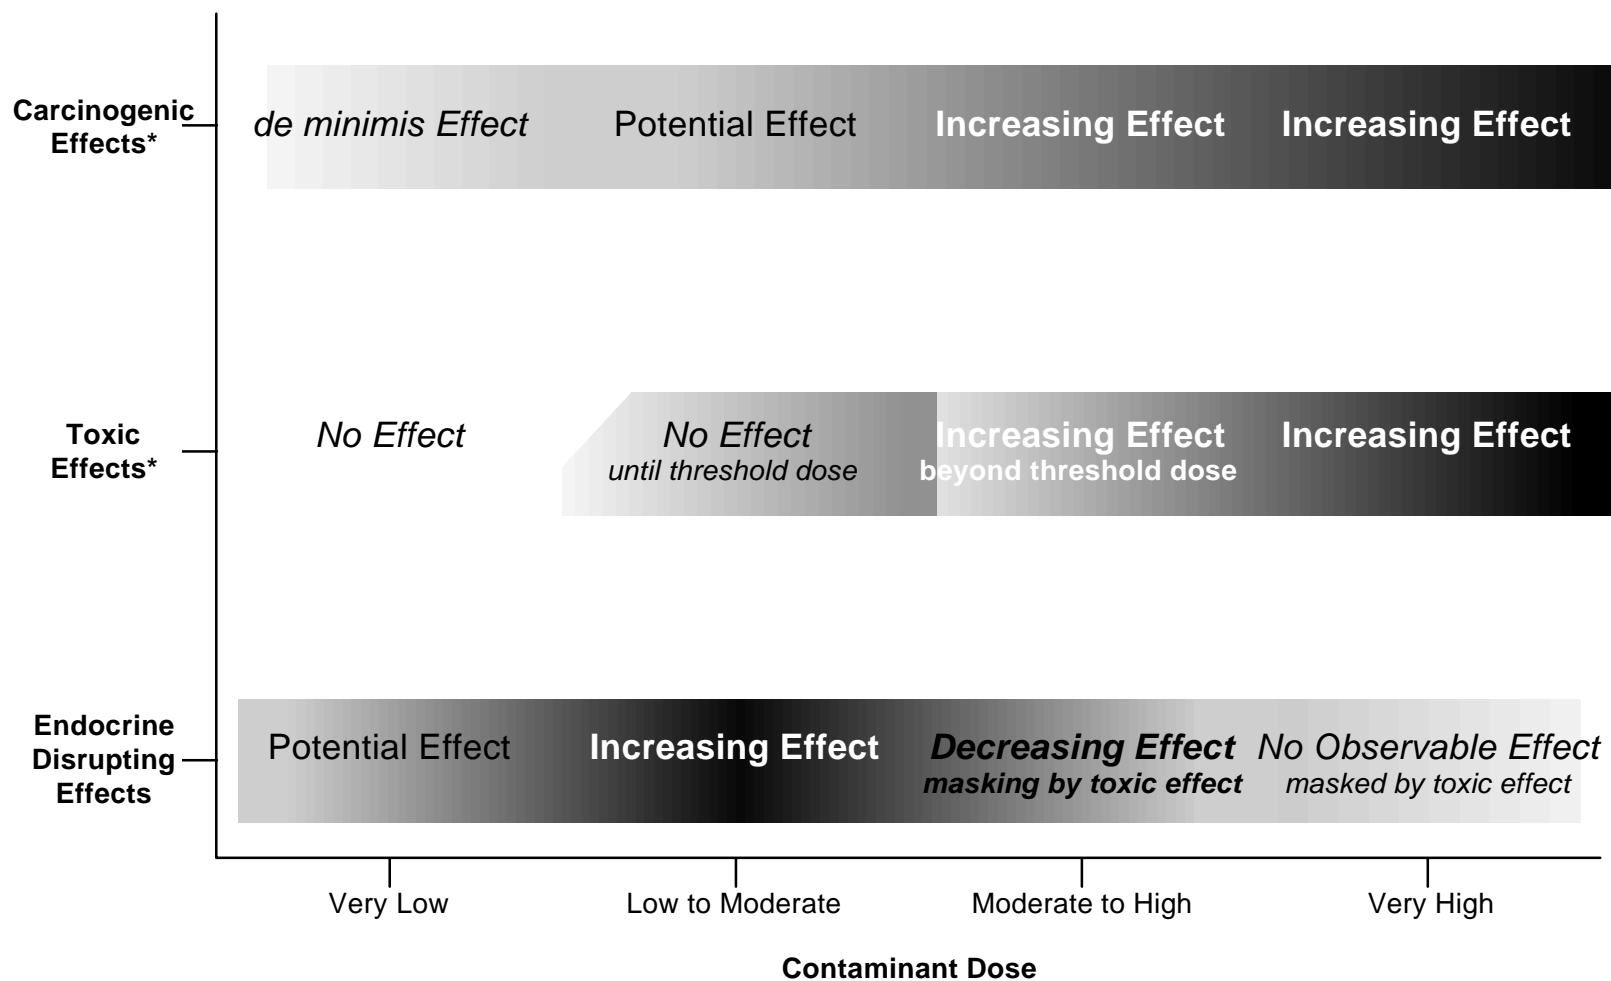 Carcinogenic
Effects*
de minimis Effect
Potential Effect
Increasing Effect
Increasing Effect
Toxic
Effects*
No Effect
No Effect
until threshold dose
Increasing Effect
beyond threshold dose
Increasing Effect
Endocrine
Disrupting
Effects
Potential Effect
Increasing Effect
Decreasing Effect
masking by toxic effect
No Observable Effect
masked by toxic effect
Very Low
Low to Moderate
Moderate to High
Very High
Contaminant Dose